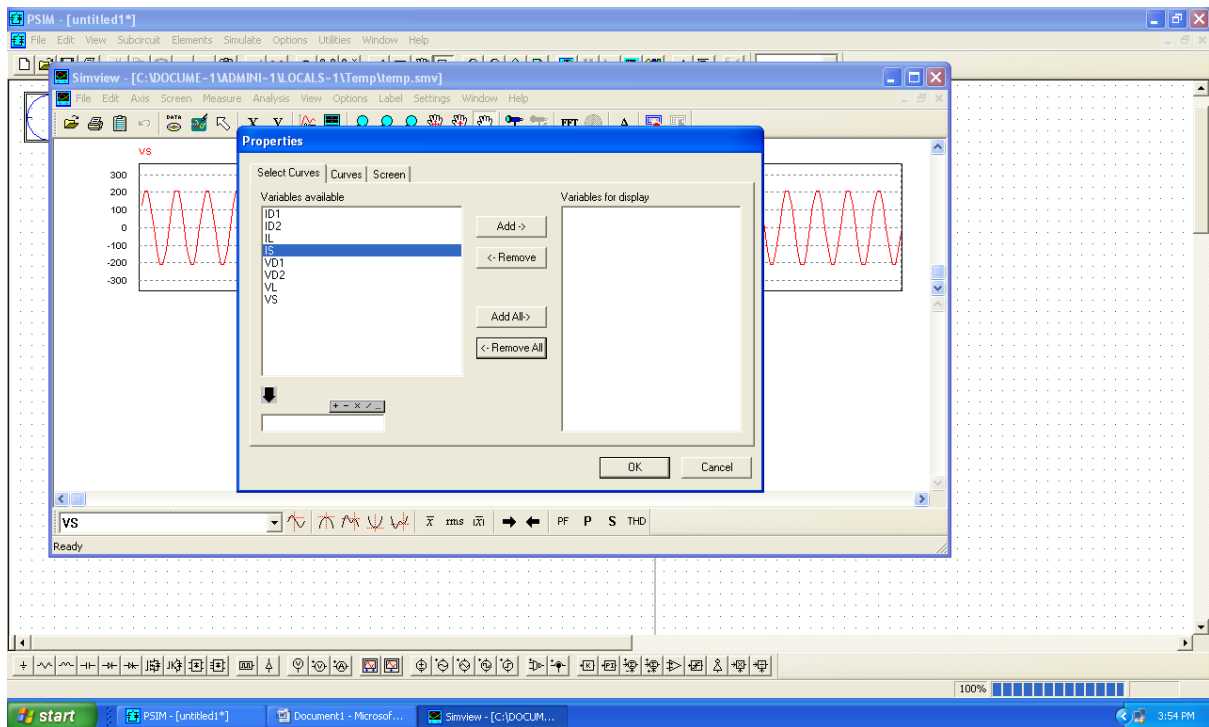 PSIM - [untitled1*]
File Edit View Subcircuit Elements Simulate Options Utilities Window Help
Simview - [C:\DOCUME~1\ADMINI~1\LOCALS~1\Temp\temp.smv]
File Edit Axis Screen Measure Analysis View Options Label Settings Window Help
DATA X Y FFT Δ
VS
300
200
100
0
-100
-200
-300
Properties
Select Curves Curves Screen
Variables available
Variables for display
ID1
ID2
IL
IS
VD1
VD2
VL
VS
Add ->
<- Remove
Add All->
<- Remove All
+ - × / _
OK Cancel
VS
x rms |x| PF P S THD
Ready
100%
start PSIM - [untitled1*] Document1 - Microsof... Simview - [C:\DOCUM... 3:54 PM